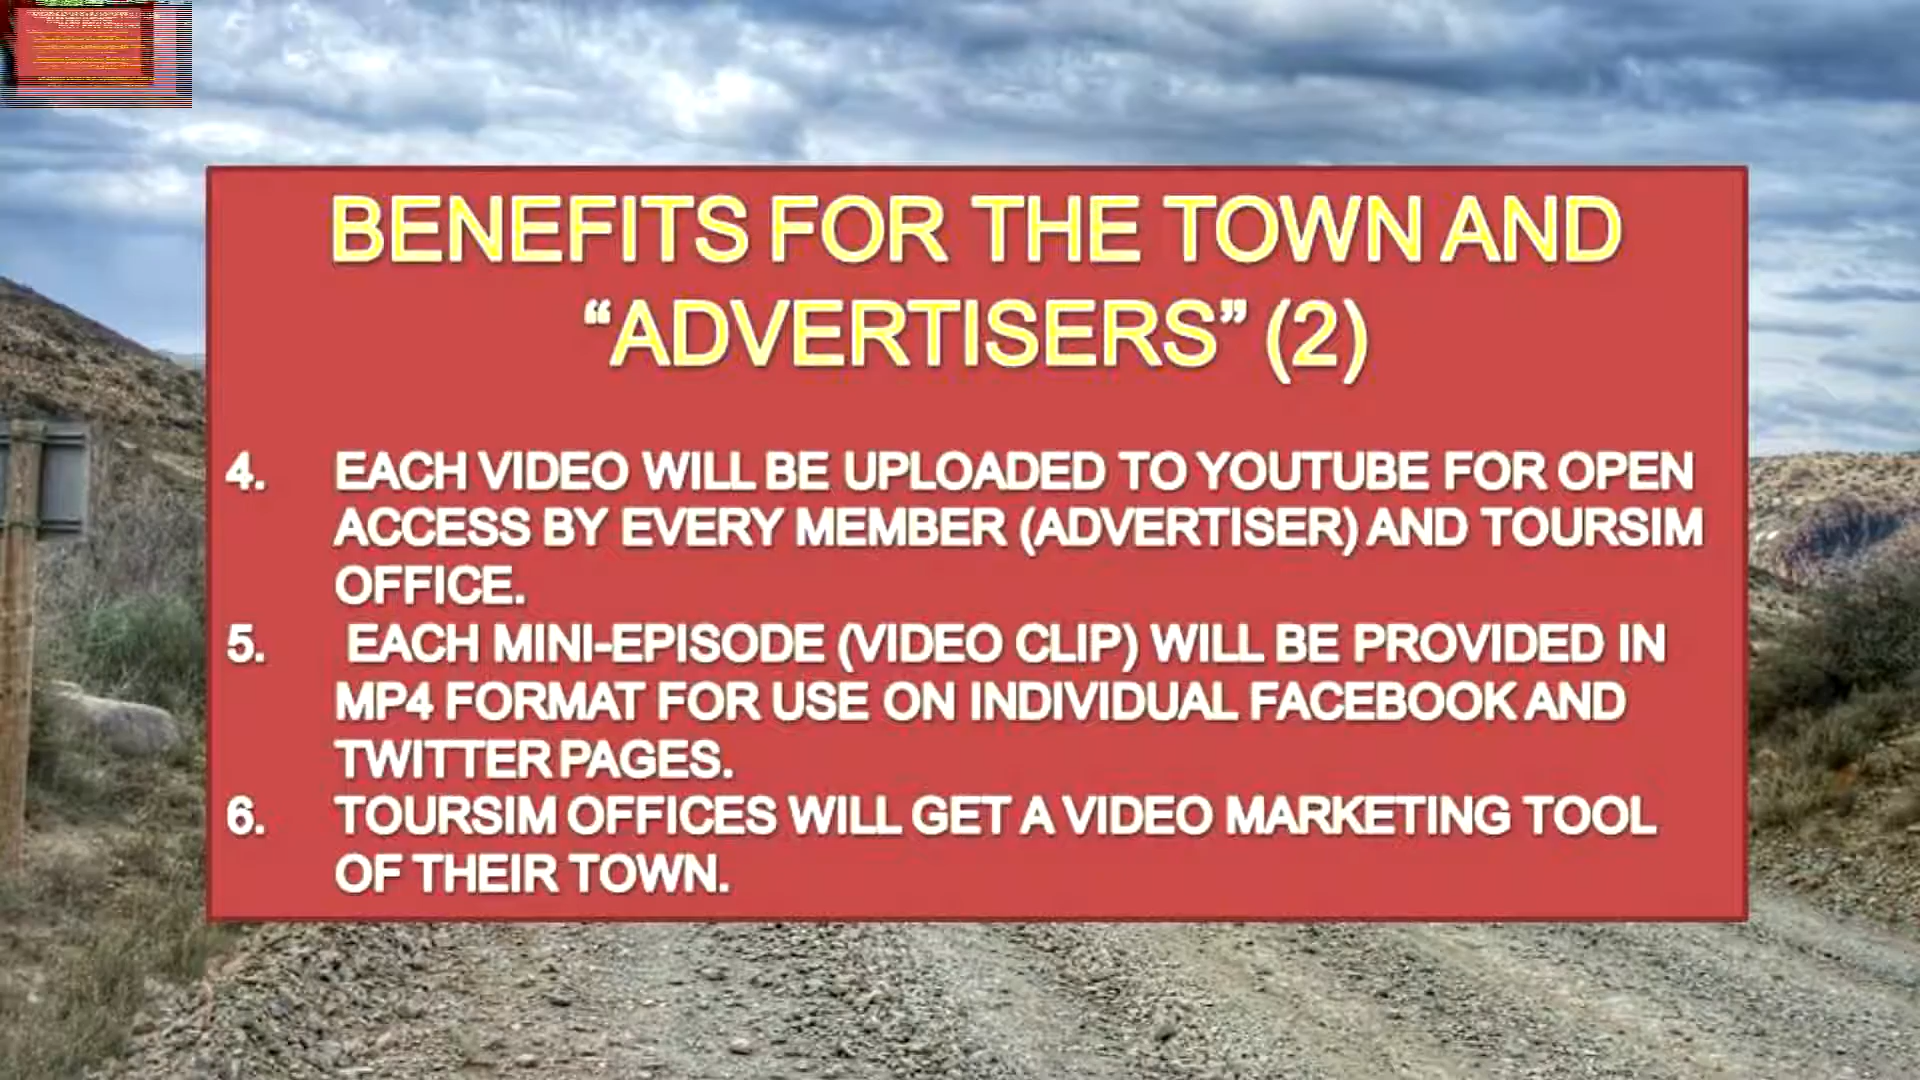 BENEFITS FOR THE TOWN AND
“ADVERTISERS” (2)
4. EACH VIDEO WILL BE UPLOADED TO YOUTUBE FOR OPEN
ACCESS BY EVERY MEMBER (ADVERTISER) AND TOURSIM
OFFICE.
5. EACH MINI-EPISODE (VIDEO CLIP) WILL BE PROVIDED IN
MP4 FORMAT FOR USE ON INDIVIDUAL FACEBOOK AND
TWITTER PAGES.
6. TOURSIM OFFICES WILL GET A VIDEO MARKETING TOOL
OF THEIR TOWN.